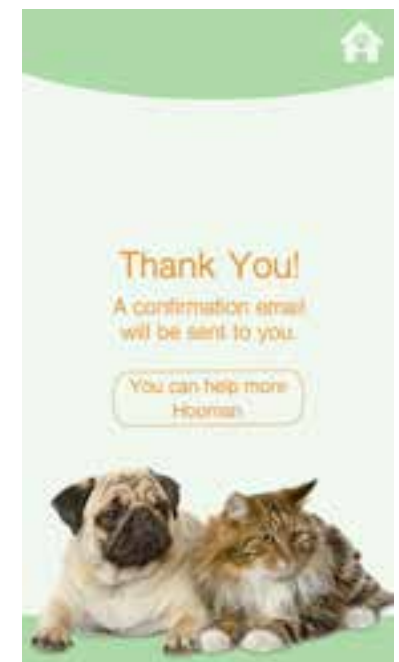 Thank You!
A confirmation email
will be sent to you.
You can help more
Hooman